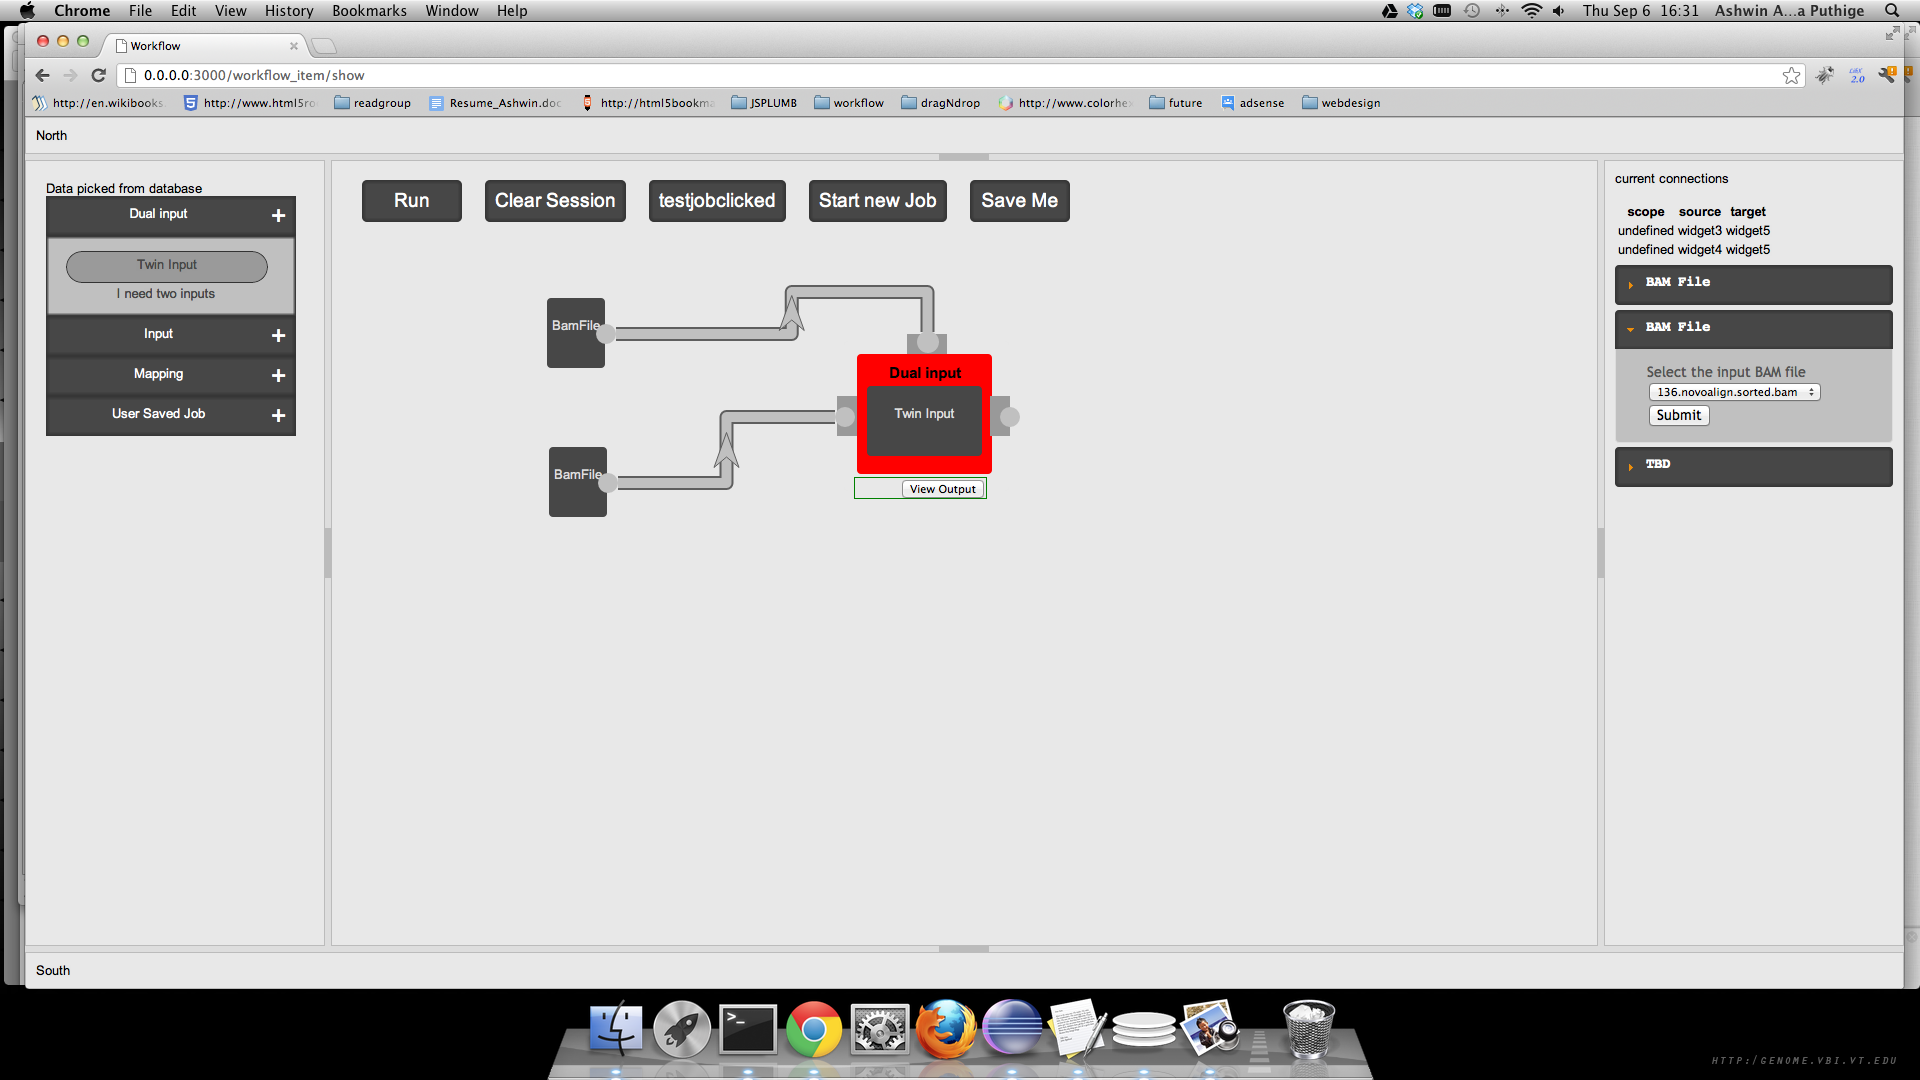 Chrome File Edit View History Bookmarks Window Help
Thu Sep 6 16:31 Ashwin A...a Puthige
Workflow
0.0.0.0:3000/workflow_item/show
http://en.wikibooks. http://www.html5ro readgroup Resume_Ashwin.doc http://html5bookma JSPLUMB workflow dragNdrop http://www.colorhe future adsense webdesign
North
Data picked from database
Dual input +
Twin Input
I need two inputs
Input +
Mapping +
User Saved Job +
Run Clear Session testjobclicked Start new Job Save Me
BamFile
Dual input
Twin Input
BamFile
View Output
current connections
scope source target
undefined widget3 widget5
undefined widget4 widget5
BAM File
BAM File
Select the input BAM file
136.novoalign.sorted.bam
Submit
TBD
South
HTTP:/GENOME.VBI.VT.EDU